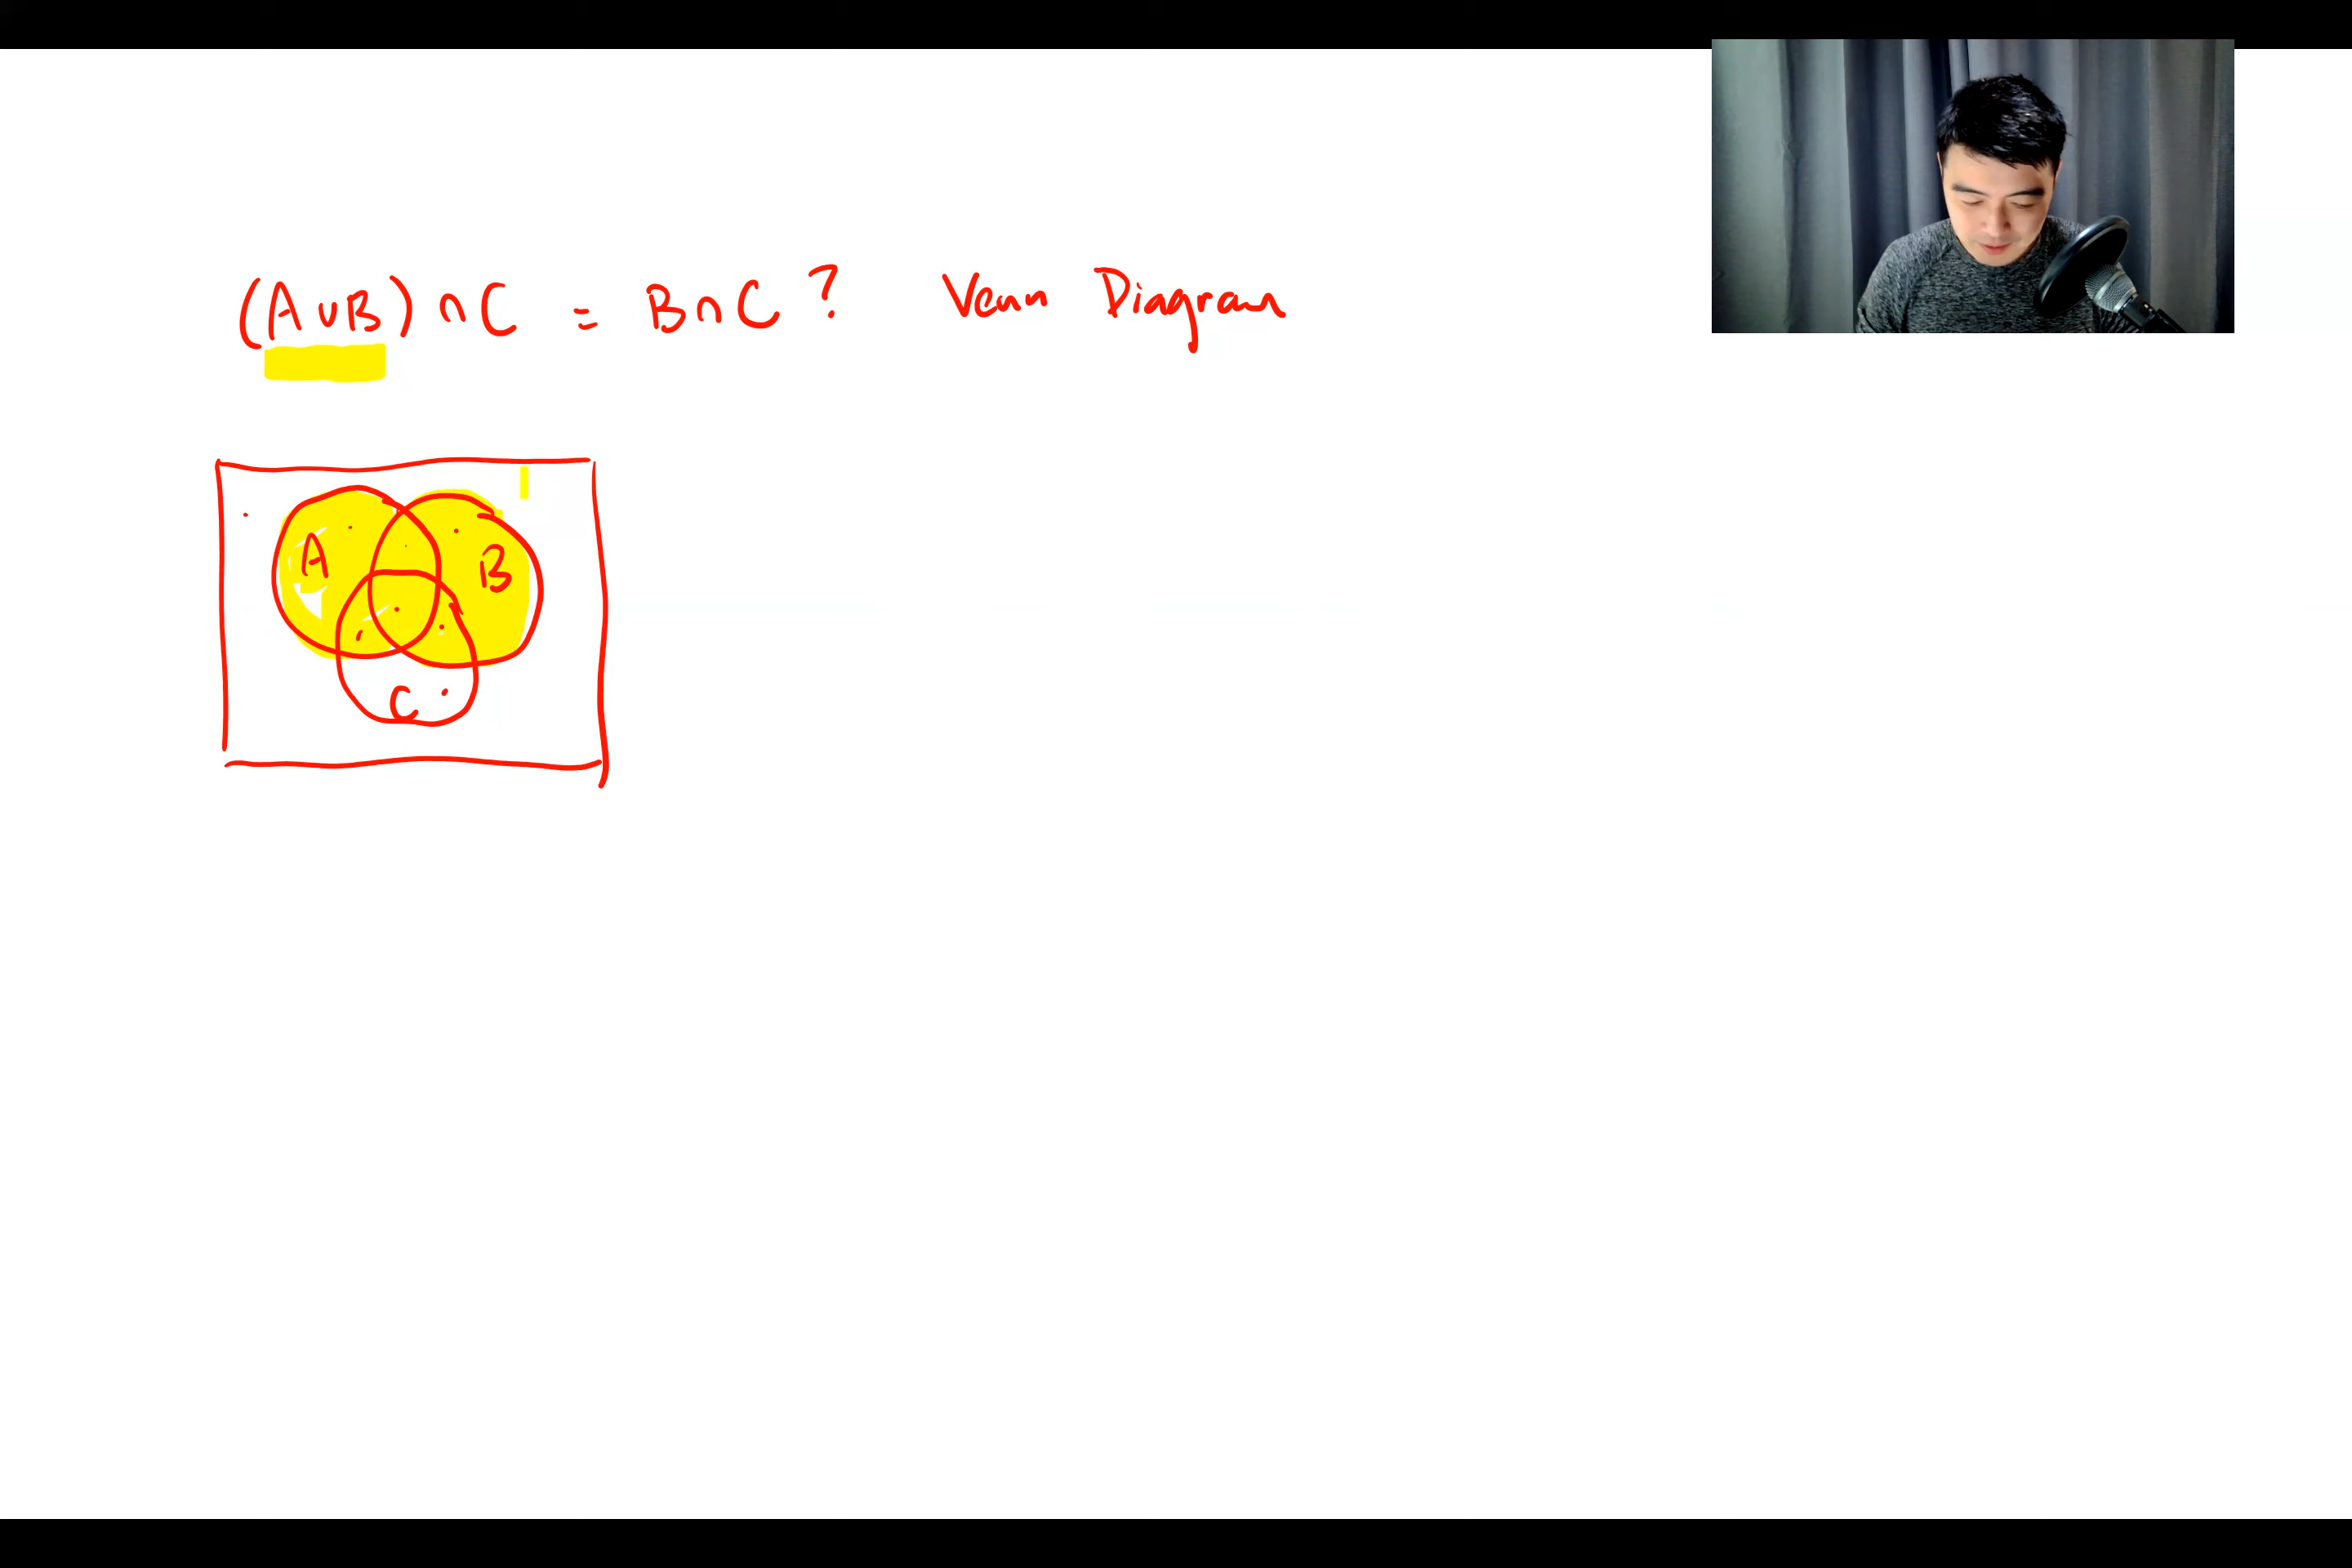 (A∪B)∩C = B∩C ? Venn Diagram
A
B
C